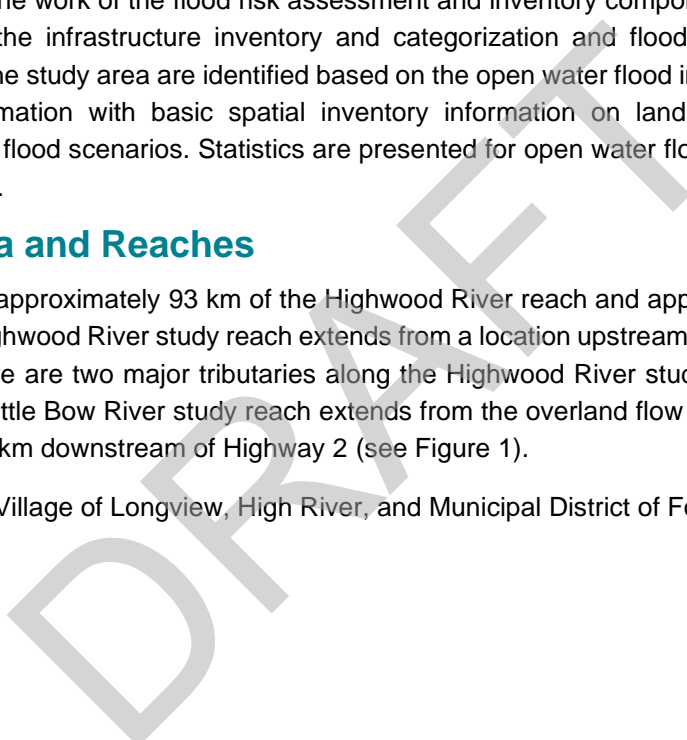 he work of the flood risk assessment and inventory compo
the infrastructure inventory and categorization and flood
he study area are identified based on the open water flood i
mation with basic spatial inventory information on land
flood scenarios. Statistics are presented for open water flo
.
a and Reaches
approximately 93 km of the Highwood River reach and app
ghwood River study reach extends from a location upstream
re are two major tributaries along the Highwood River stud
ttle Bow River study reach extends from the overland flow
km downstream of Highway 2 (see Figure 1).
Village of Longview, High River, and Municipal District of Fo
DRAFT